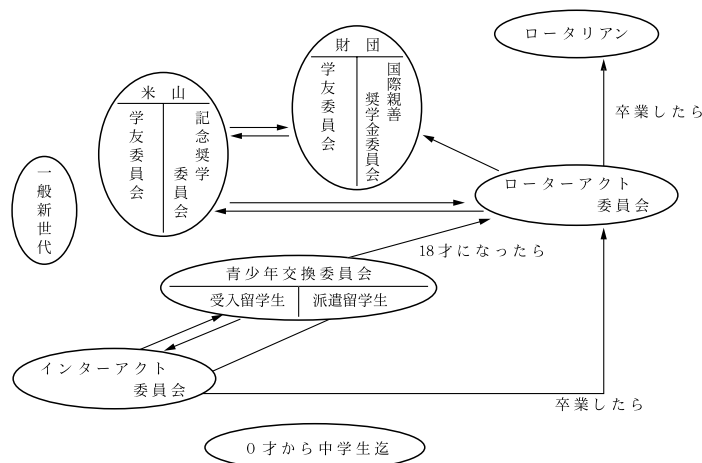 ロータリアン
財団
学友委員会
国際親善
奨学金委員会
米山
学友委員会
記念奨学
委員会
卒業したら
一般新世代
ローターアクト
委員会
18才になったら
青少年交換委員会
受入留学生
派遣留学生
インターアクト
委員会
卒業したら
0才から中学生迄